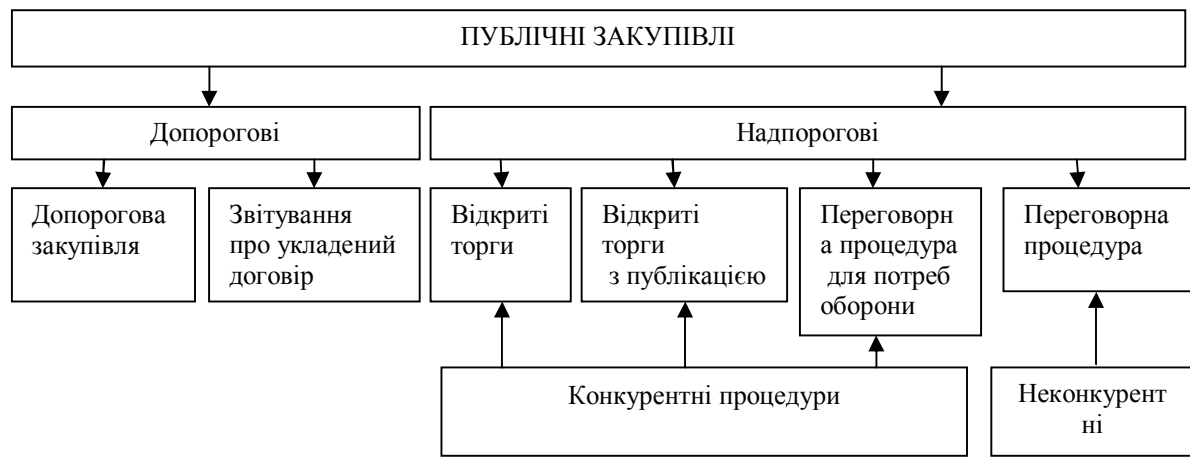 ПУБЛІЧНІ ЗАКУПІВЛІ
Допорогові
Надпорогові
Допорогова
закупівля
Звітування
про укладений
договір
Відкриті
торги
Відкриті
торги
з публікацією
Переговорн
а процедура
для потреб
оборони
Переговорна
процедура
Конкурентні процедури
Неконкурент
ні